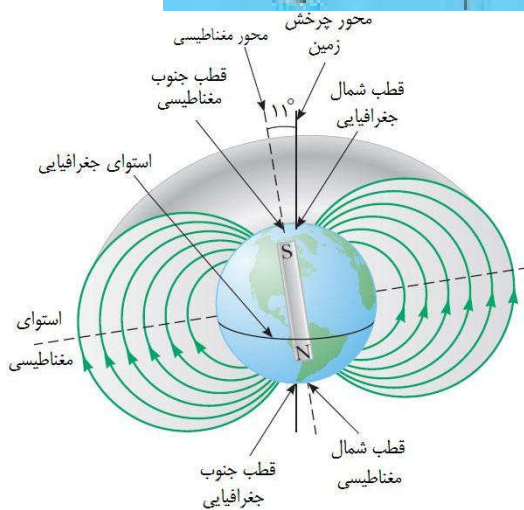 محور چرخش
زمین
محور مغناطیسی
قطب جنوب
مغناطیسی
۱۱°
قطب شمال
جغرافیایی
استوای جغرافیایی
S
استوای
مغناطیسی
N
قطب شمال
مغناطیسی
قطب جنوب
جغرافیایی